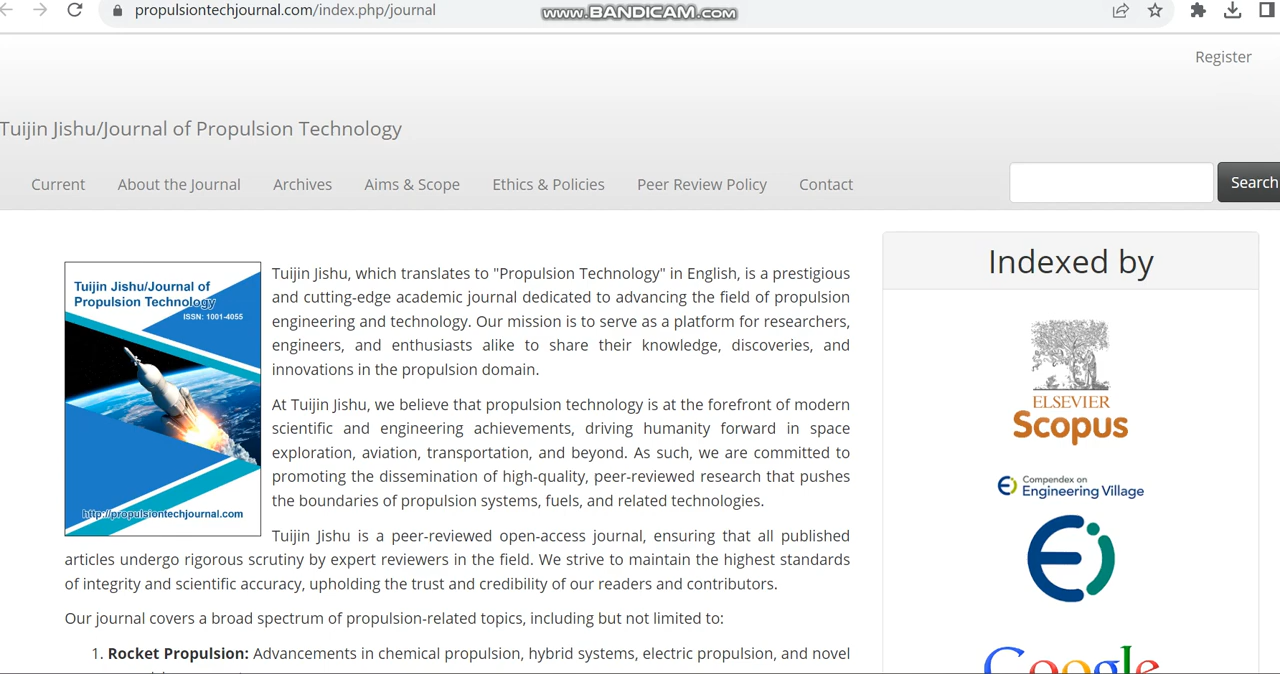 propulsiontechjournal.com/index.php/journal
www.BANDICAM.com
Register
Tuijin Jishu/Journal of Propulsion Technology
Current
About the Journal
Archives
Aims & Scope
Ethics & Policies
Peer Review Policy
Contact
Search
Tuijin Jishu/Journal of
Propulsion Technology
ISSN: 1001-4055
http://propulsiontechjournal.com
Tuijin Jishu, which translates to "Propulsion Technology" in English, is a prestigious
and cutting-edge academic journal dedicated to advancing the field of propulsion
engineering and technology. Our mission is to serve as a platform for researchers,
engineers, and enthusiasts alike to share their knowledge, discoveries, and
innovations in the propulsion domain.
At Tuijin Jishu, we believe that propulsion technology is at the forefront of modern
scientific and engineering achievements, driving humanity forward in space
exploration, aviation, transportation, and beyond. As such, we are committed to
promoting the dissemination of high-quality, peer-reviewed research that pushes
the boundaries of propulsion systems, fuels, and related technologies.
Tuijin Jishu is a peer-reviewed open-access journal, ensuring that all published
articles undergo rigorous scrutiny by expert reviewers in the field. We strive to maintain the highest standards
of integrity and scientific accuracy, upholding the trust and credibility of our readers and contributors.
Our journal covers a broad spectrum of propulsion-related topics, including but not limited to:
1. Rocket Propulsion: Advancements in chemical propulsion, hybrid systems, electric propulsion, and novel
Indexed by
ELSEVIER
Scopus
Compendex on
Engineering Village
Ei
Google